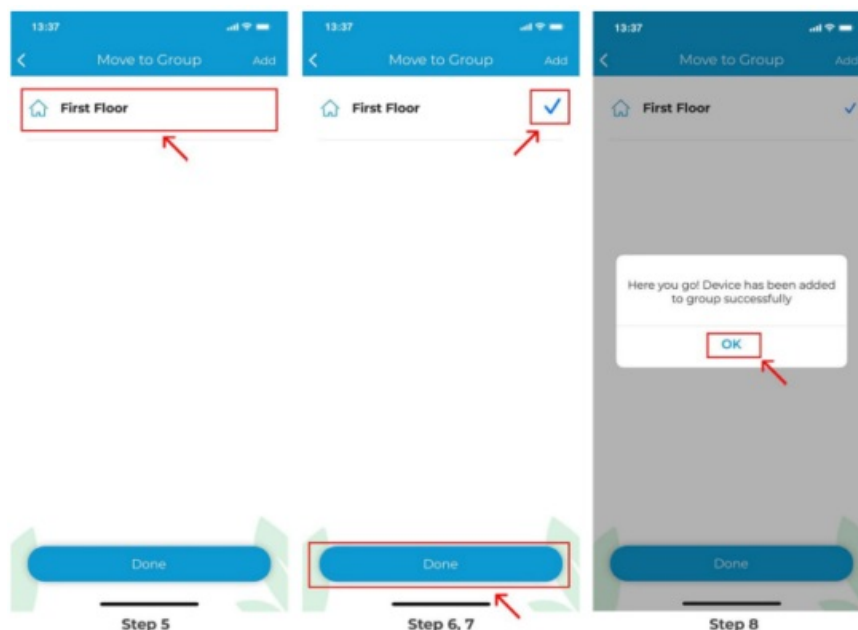 13:37
Move to Group
Add
First Floor
Done
Step 5
13:37
Move to Group
Add
First Floor
Done
Step 6, 7
13:37
Move to Group
Add
First Floor
Here you go! Device has been added
to group successfully
OK
Done
Step 8